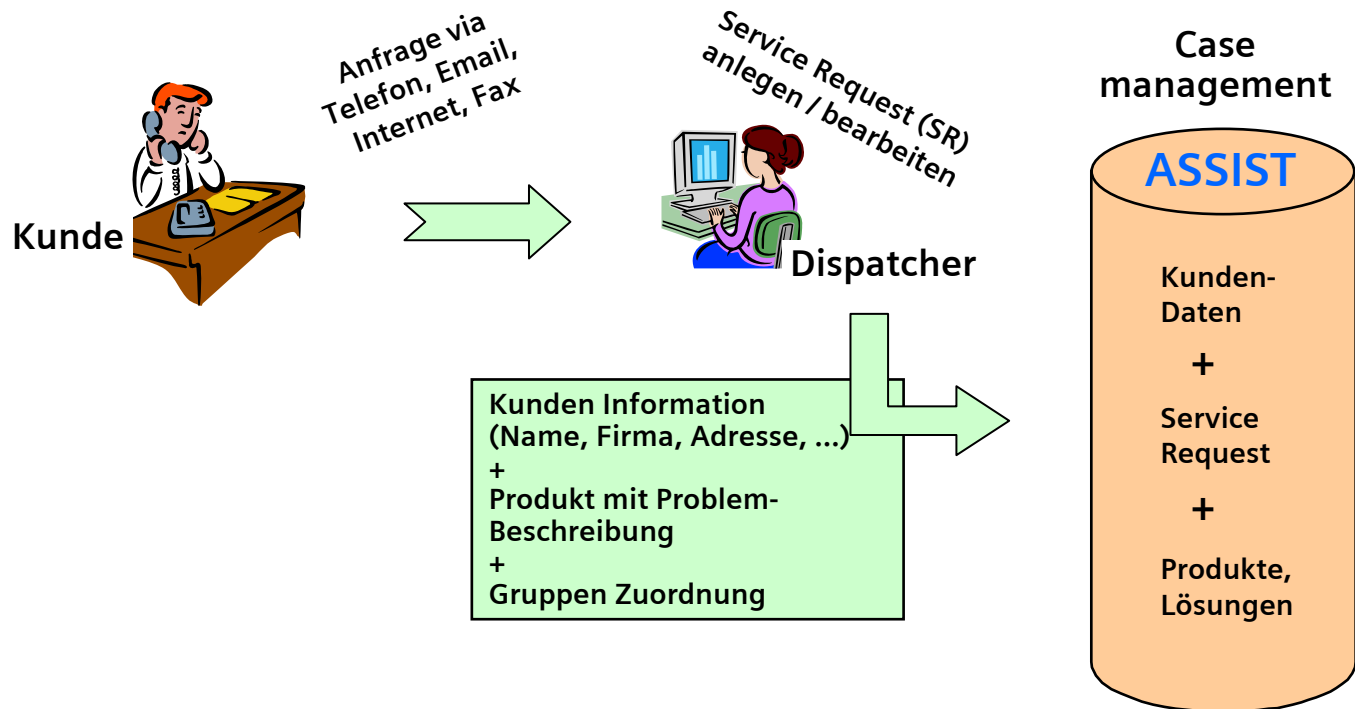 Kunde
Anfrage via
Telefon, Email,
Internet, Fax
Service Request (SR)
anlegen / bearbeiten
Dispatcher
Kunden Information
(Name, Firma, Adresse, ...)
+
Produkt mit Problem-
Beschreibung
+
Gruppen Zuordnung
Case
management
ASSIST
Kunden-
Daten
+
Service
Request
+
Produkte,
Lösungen